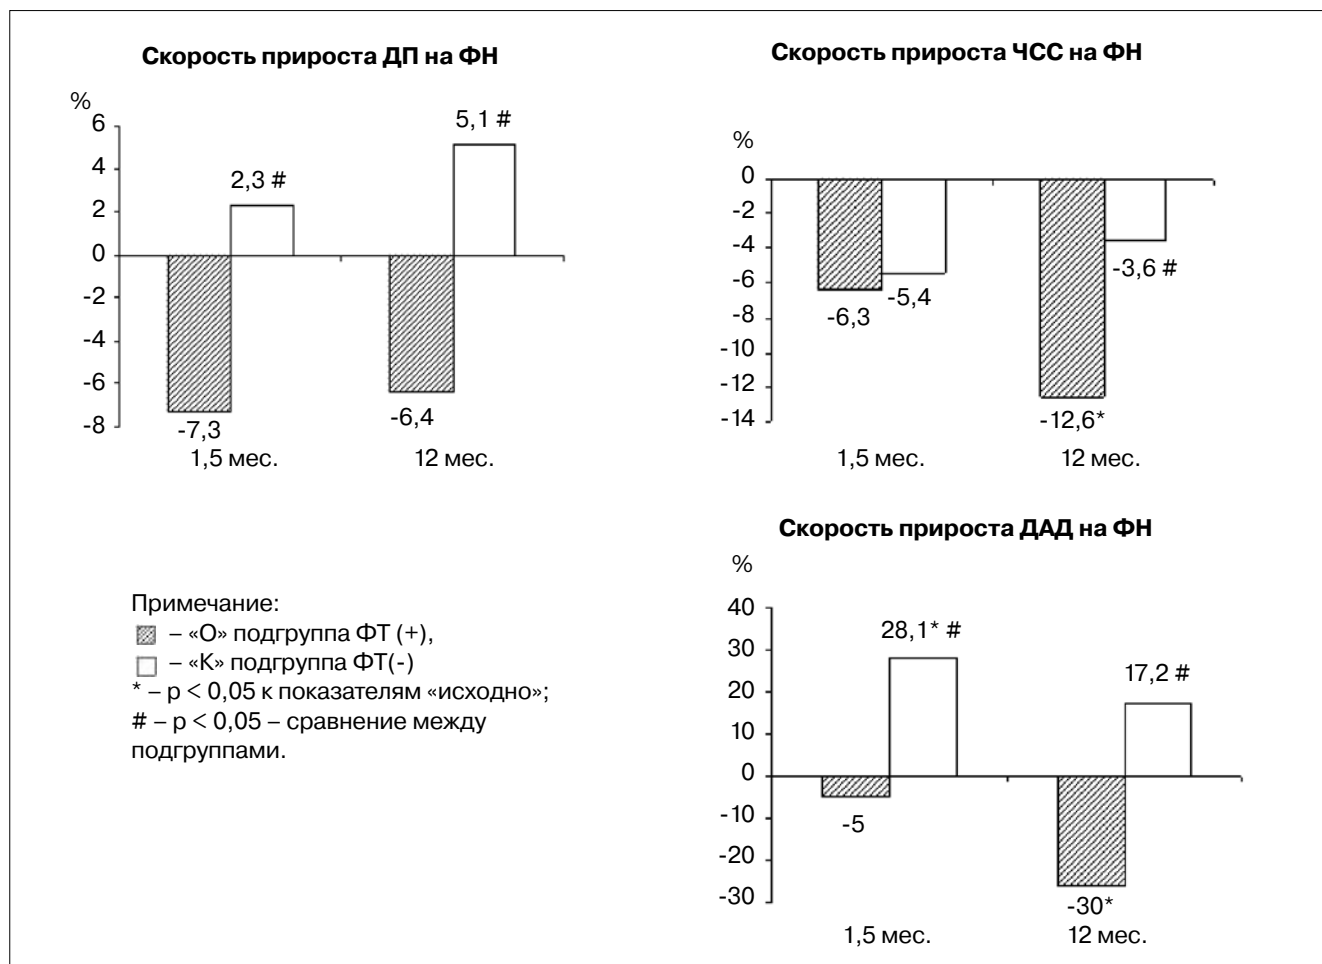 Скорость прироста ДП на ФН
%
6
4
2
0
-2
-4
-6
-8
2,3 #
5,1 #
-7,3
-6,4
1,5 мес.
12 мес.
Скорость прироста ЧСС на ФН
%
0
-2
-4
-6
-8
-10
-12
-14
-6,3
-5,4
-12,6*
-3,6 #
1,5 мес.
12 мес.
Примечание:
– «О» подгруппа ФТ (+),
– «К» подгруппа ФТ(-)
* – p < 0,05 к показателям «исходно»;
# – p < 0,05 – сравнение между
подгруппами.
Скорость прироста ДАД на ФН
%
40
30
20
10
0
-10
-20
-30
28,1* #
17,2 #
-5
-30*
1,5 мес.
12 мес.